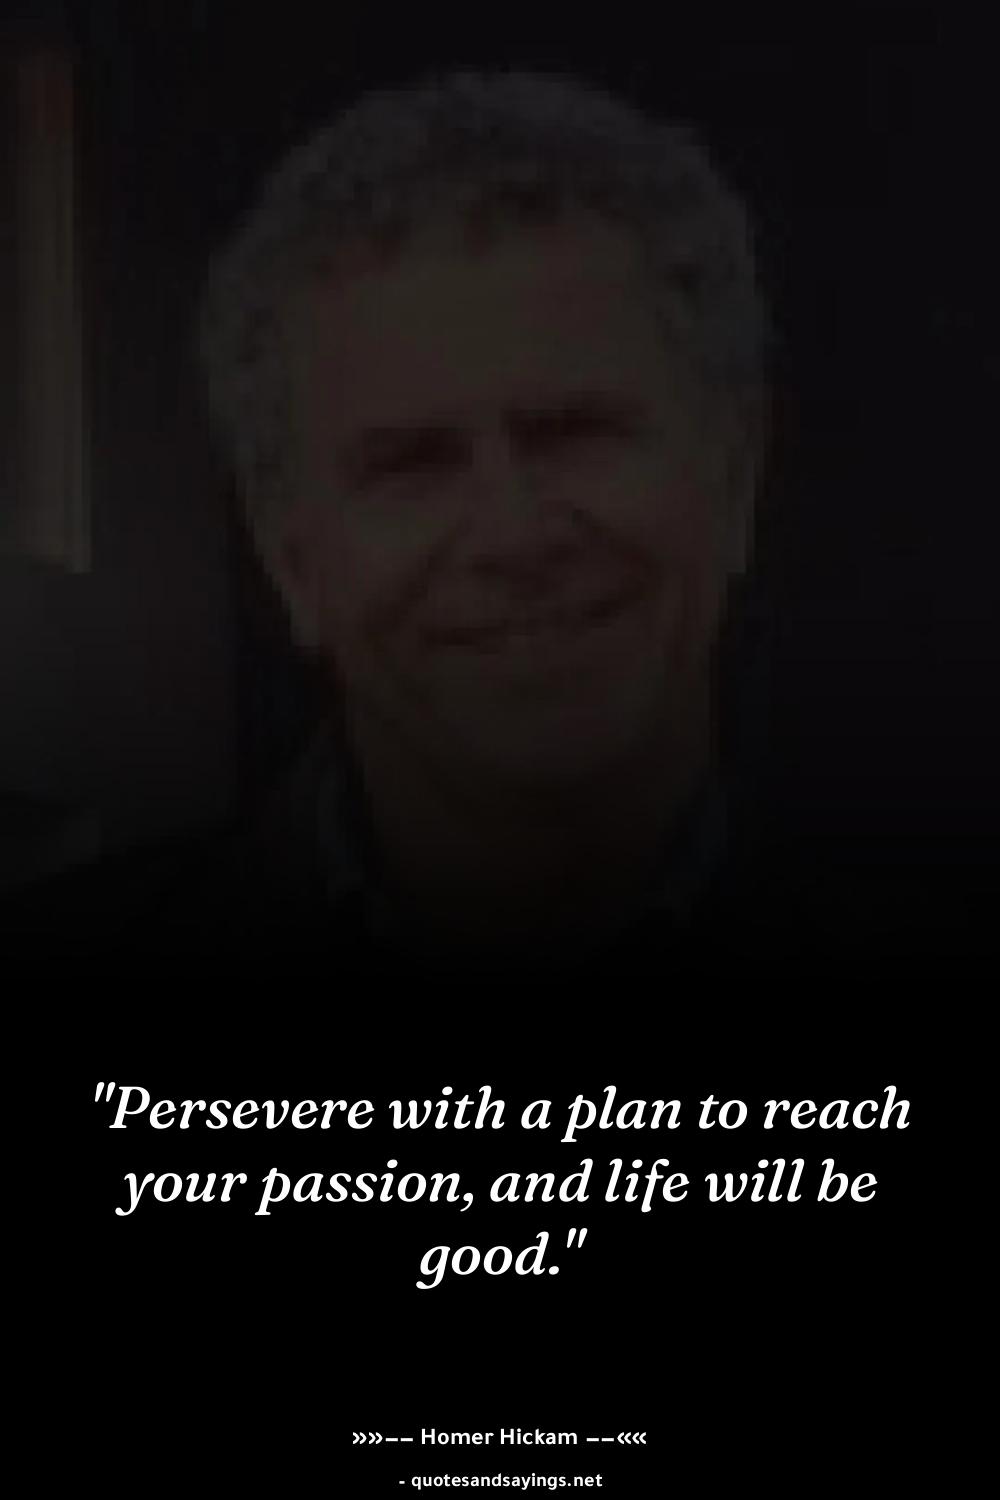 "Persevere with a plan to reach
your passion, and life will be
good."
»»−− Homer Hickam −−««
- quotesandsayings.net